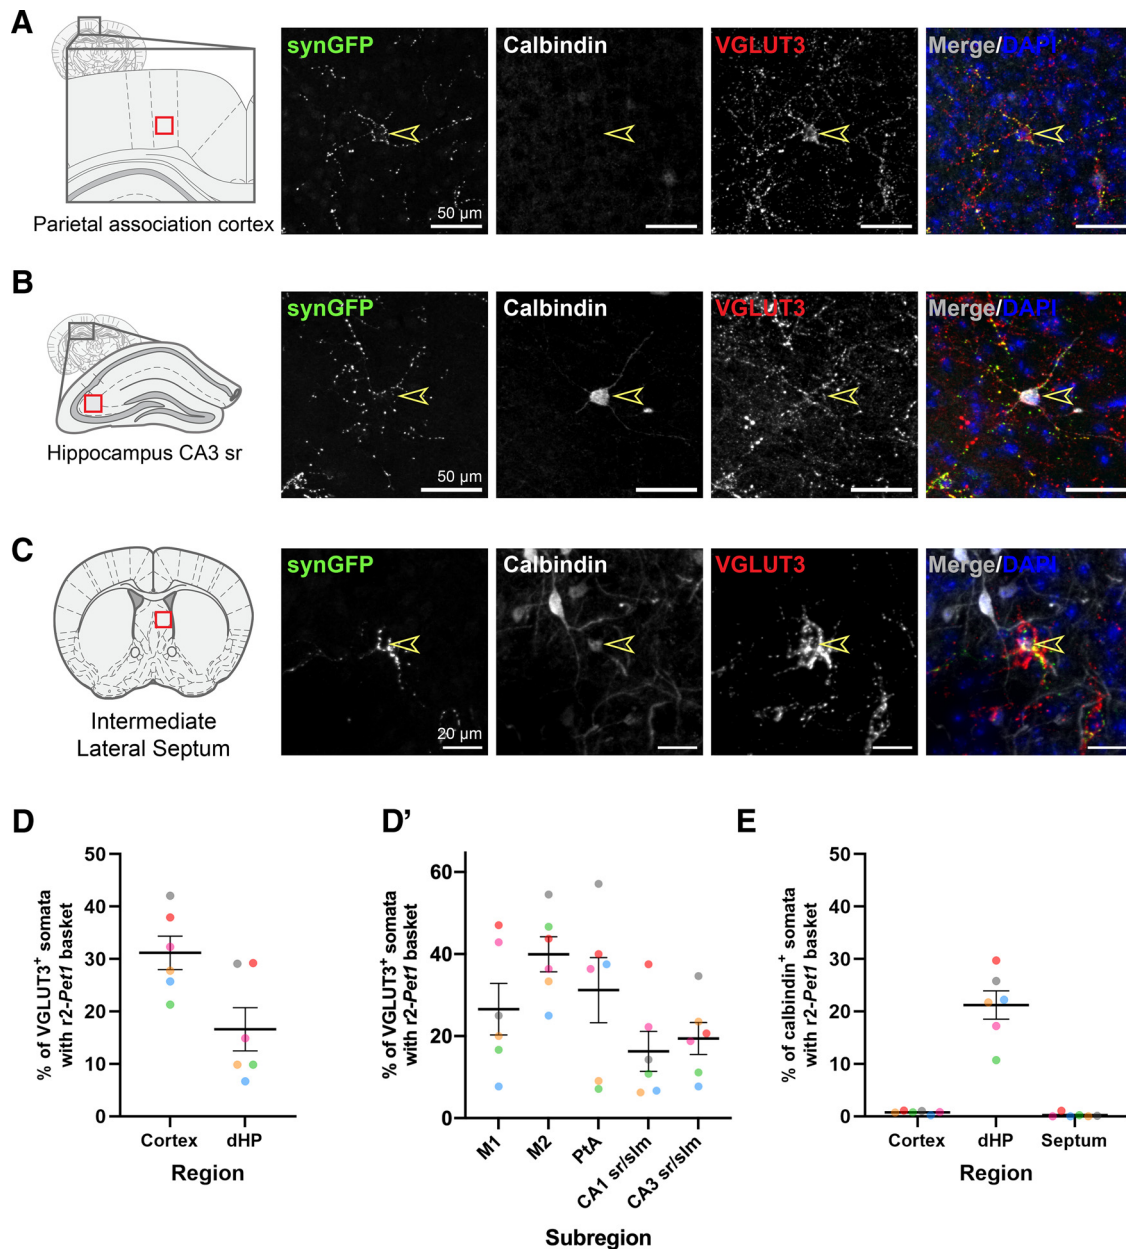 A
synGFP
Calbindin
VGLUT3
Merge/DAPI
50 µm
Parietal association cortex
B
synGFP
Calbindin
VGLUT3
Merge/DAPI
50 µm
Hippocampus CA3 sr
C
synGFP
Calbindin
VGLUT3
Merge/DAPI
20 µm
Intermediate
Lateral Septum
D
% of VGLUT3⁺ somata
with r2-Pet1 basket
50
40
30
20
10
0
Cortex
dHP
Region
D'
% of VGLUT3⁺ somata
with r2-Pet1 basket
60
40
20
0
M1
M2
PtA
CA1 sr/slm
CA3 sr/slm
Subregion
E
% of calbindin⁺ somata
with r2-Pet1 basket
50
40
30
20
10
0
Cortex
dHP
Septum
Region